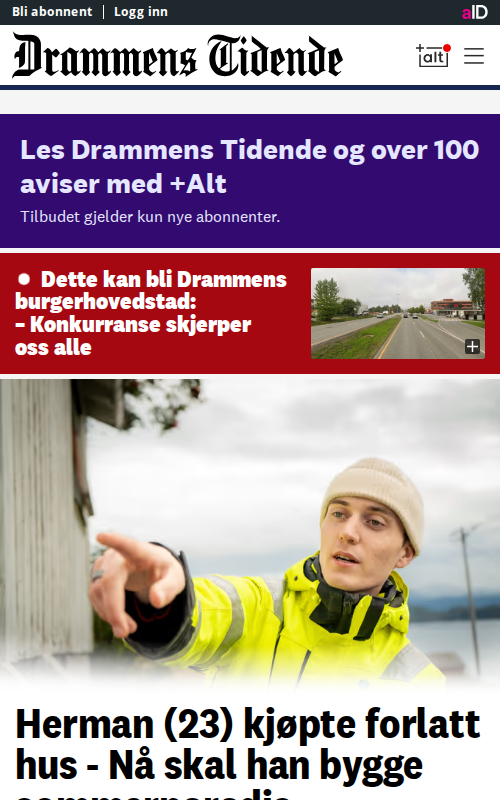 Bli abonnent | Logg inn
aID
Drammens Tidende
+alt
Les Drammens Tidende og over 100
aviser med +Alt
Tilbudet gjelder kun nye abonnenter.
Dette kan bli Drammens
burgerhovedstad:
– Konkurranse skjerper
oss alle
Herman (23) kjøpte forlatt
hus - Nå skal han bygge